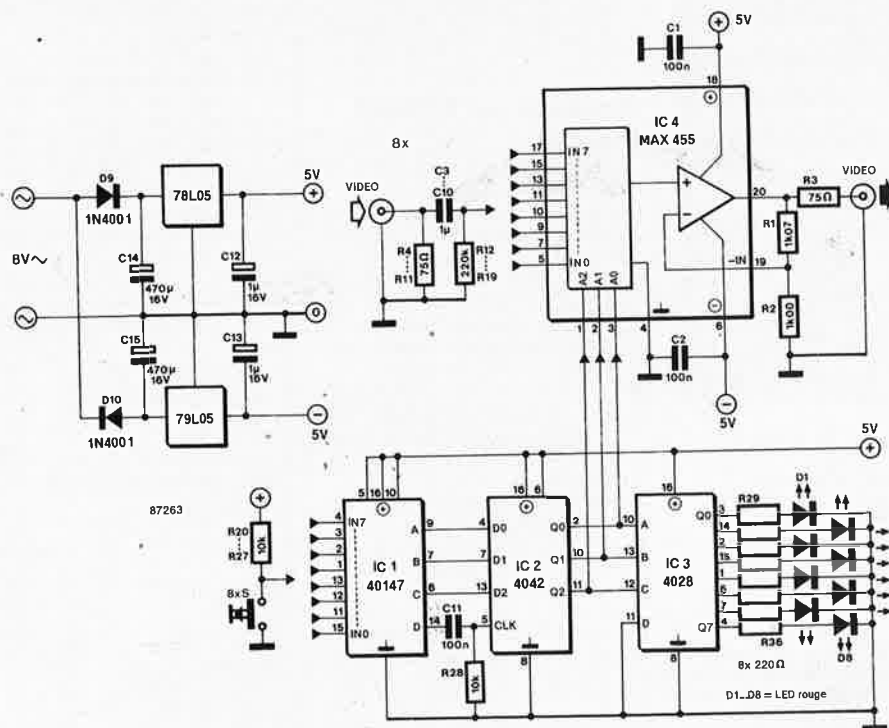 5V
+
C1
100n
18
+
IC 4
MAX 455
17
IN7
15
13
11
10
9
7
5
IN0
A2
A1
A0
1
2
3
4
+
−
20
−IN
19
−
6
R3
75Ω
VIDEO
R1
1k07
R2
1k00
C2
100n
−
5V
8x
VIDEO
C3
C10
1µ
R4
R11
75Ω
220k
R12
R19
D9
1N4001
78L05
5V
+
8V~
C14
470µ
16V
C12
1µ
16V
0
C15
470µ
16V
C13
1µ
16V
D10
1N4001
79L05
−
5V
87263
+
R20
R27
10k
8xS
5V
+
5 16 10
+
4
IN7
3
2
1
13
12
11
15
IN0
IC 1
40147
A
9
B
7
C
6
D
14
C11
100n
R28
10k
16
6
+
4
D0
7
D1
13
D2
5
CLK
IC 2
4042
Q0
2
Q1
10
Q2
11
8
16
+
10
A
13
B
12
C
11
D
IC 3
4028
8
Q0
3
14
2
15
1
6
7
Q7
4
R29
R36
8x 220Ω
D1
D8
D1...D8 = LED rouge